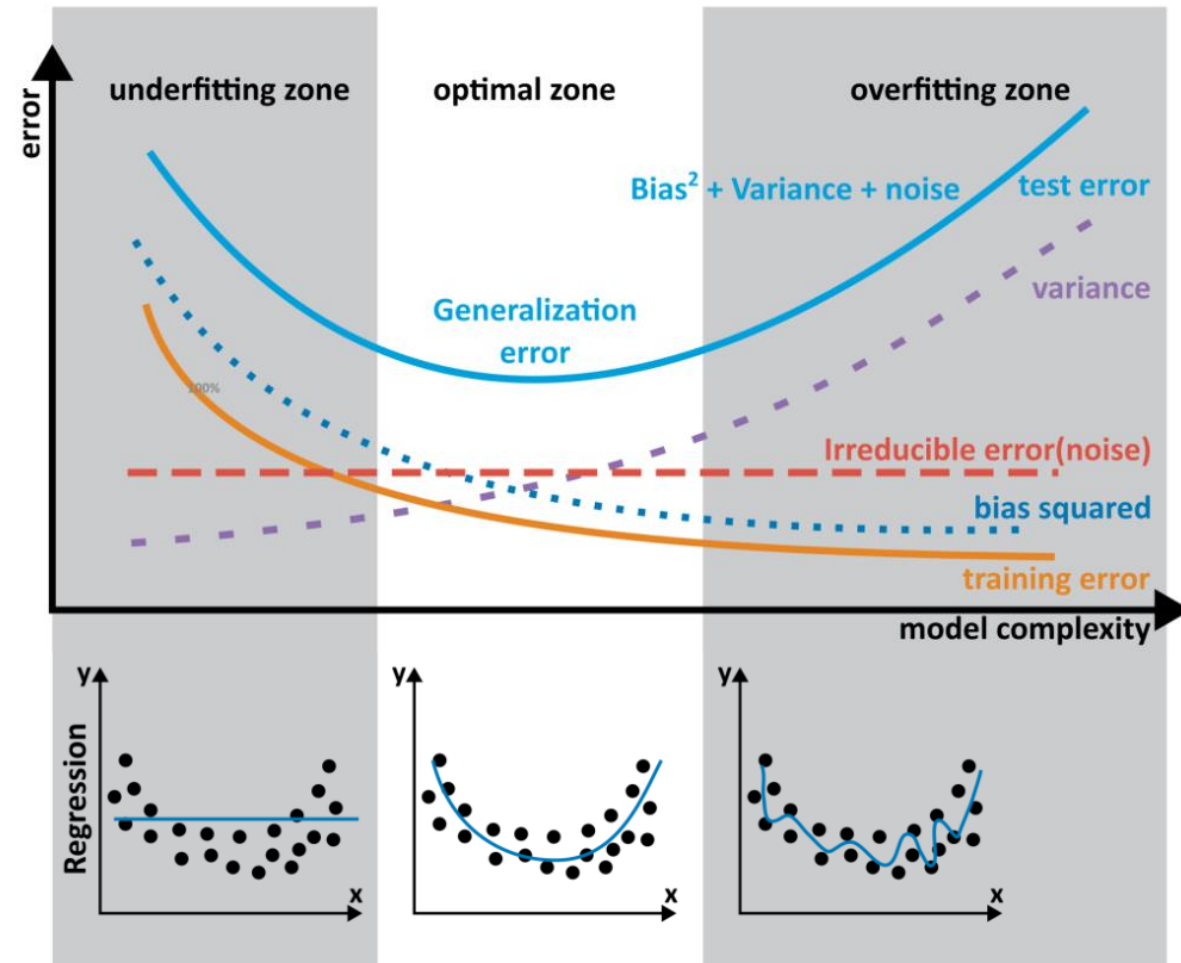 underfitting zone
optimal zone
overfitting zone
error
Bias² + Variance + noise
test error
variance
Generalization
error
100%
Irreducible error(noise)
bias squared
training error
model complexity
Regression
y
x
y
x
y
x